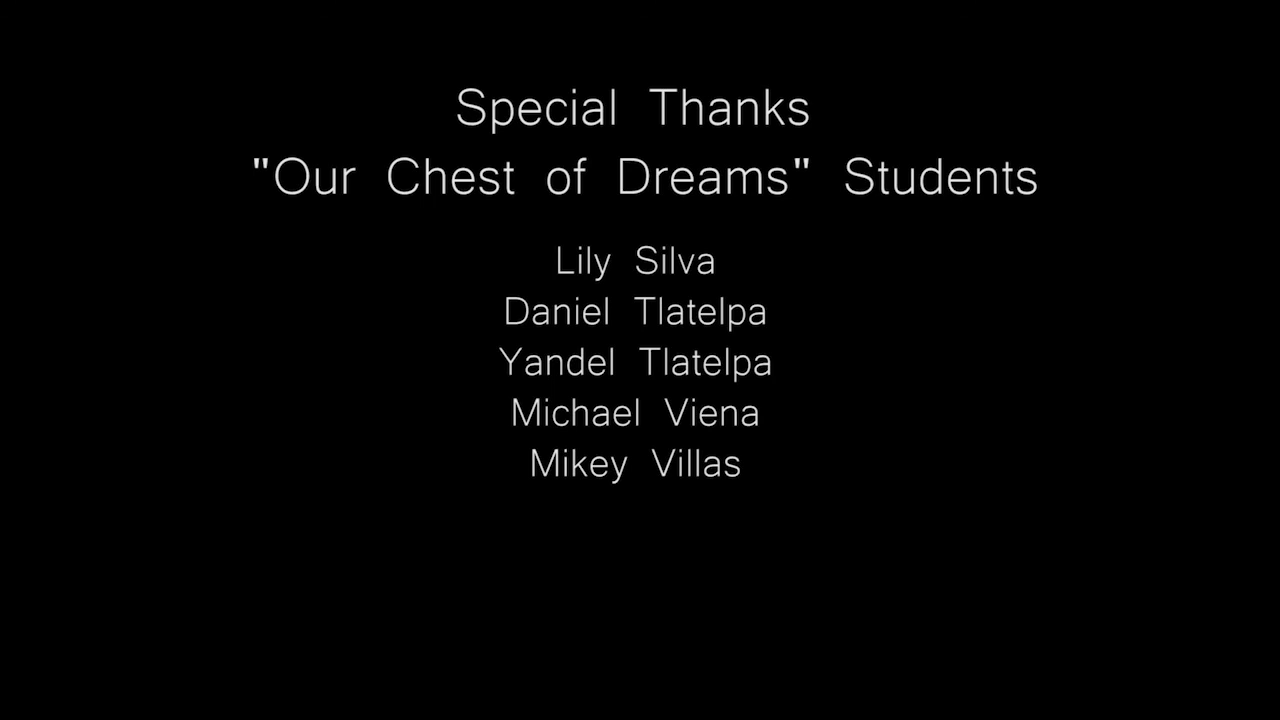 Special Thanks
"Our Chest of Dreams" Students
Lily Silva
Daniel Tlatelpa
Yandel Tlatelpa
Michael Viena
Mikey Villas